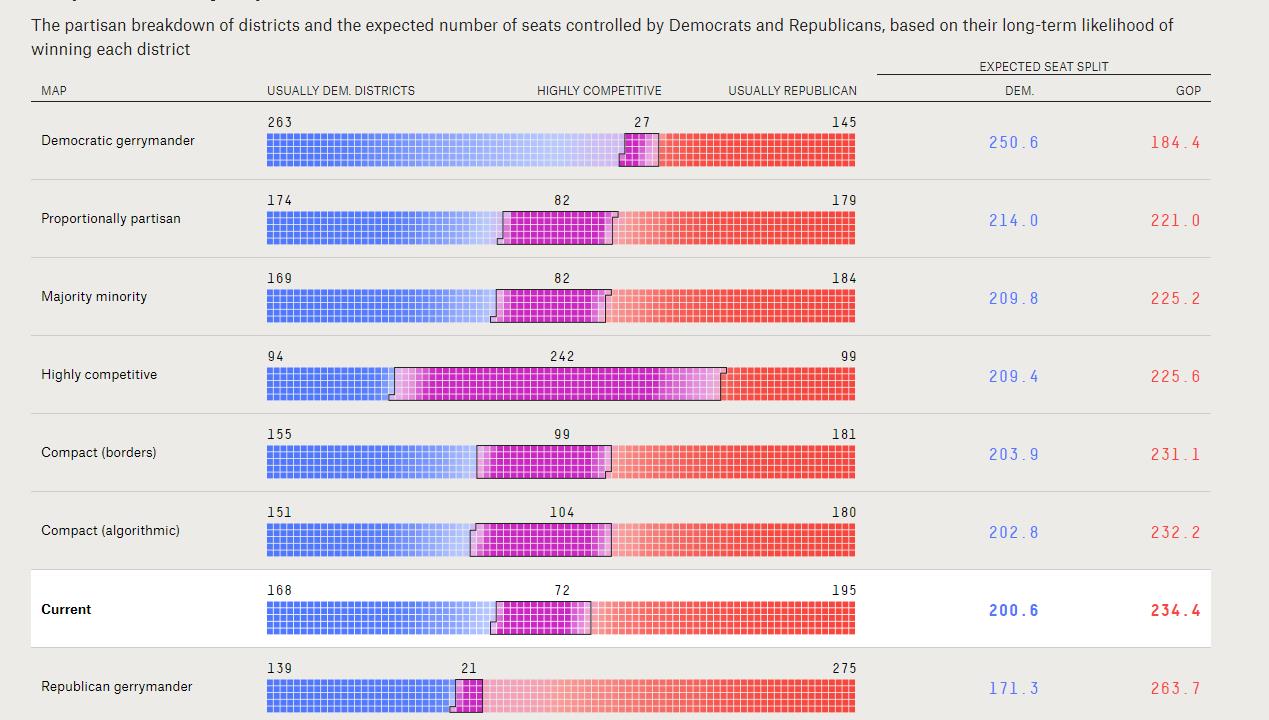 The partisan breakdown of districts and the expected number of seats controlled by Democrats and Republicans, based on their long-term likelihood of
winning each district
EXPECTED SEAT SPLIT
MAP USUALLY DEM. DISTRICTS HIGHLY COMPETITIVE USUALLY REPUBLICAN DEM. GOP
263 27 145
Democratic gerrymander 250.6 184.4
174 82 179
Proportionally partisan 214.0 221.0
169 82 184
Majority minority 209.8 225.2
94 242 99
Highly competitive 209.4 225.6
155 99 181
Compact (borders) 203.9 231.1
151 104 180
Compact (algorithmic) 202.8 232.2
168 72 195
Current 200.6 234.4
139 21 275
Republican gerrymander 171.3 263.7